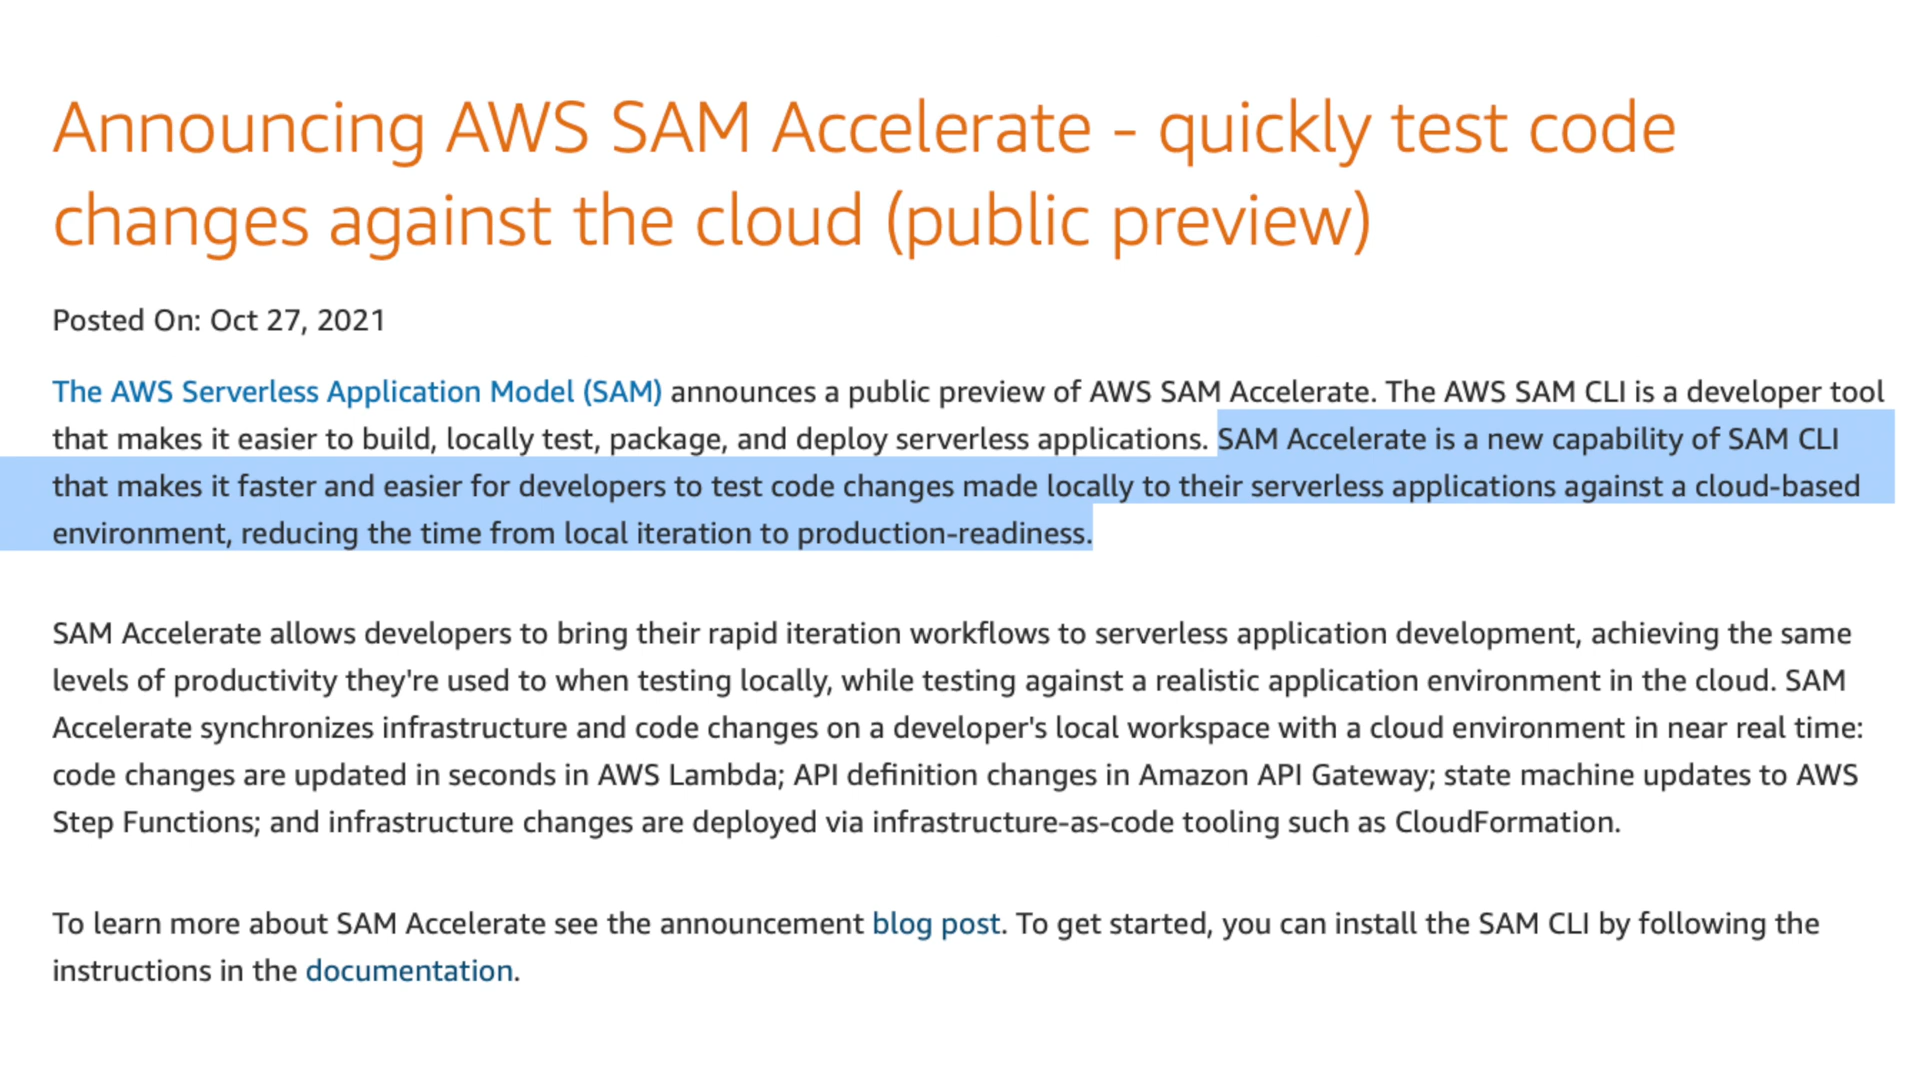 Announcing AWS SAM Accelerate - quickly test code
changes against the cloud (public preview)
Posted On: Oct 27, 2021
The AWS Serverless Application Model (SAM) announces a public preview of AWS SAM Accelerate. The AWS SAM CLI is a developer tool
that makes it easier to build, locally test, package, and deploy serverless applications. SAM Accelerate is a new capability of SAM CLI
that makes it faster and easier for developers to test code changes made locally to their serverless applications against a cloud-based
environment, reducing the time from local iteration to production-readiness.
SAM Accelerate allows developers to bring their rapid iteration workflows to serverless application development, achieving the same
levels of productivity they're used to when testing locally, while testing against a realistic application environment in the cloud. SAM
Accelerate synchronizes infrastructure and code changes on a developer's local workspace with a cloud environment in near real time:
code changes are updated in seconds in AWS Lambda; API definition changes in Amazon API Gateway; state machine updates to AWS
Step Functions; and infrastructure changes are deployed via infrastructure-as-code tooling such as CloudFormation.
To learn more about SAM Accelerate see the announcement blog post. To get started, you can install the SAM CLI by following the
instructions in the documentation.